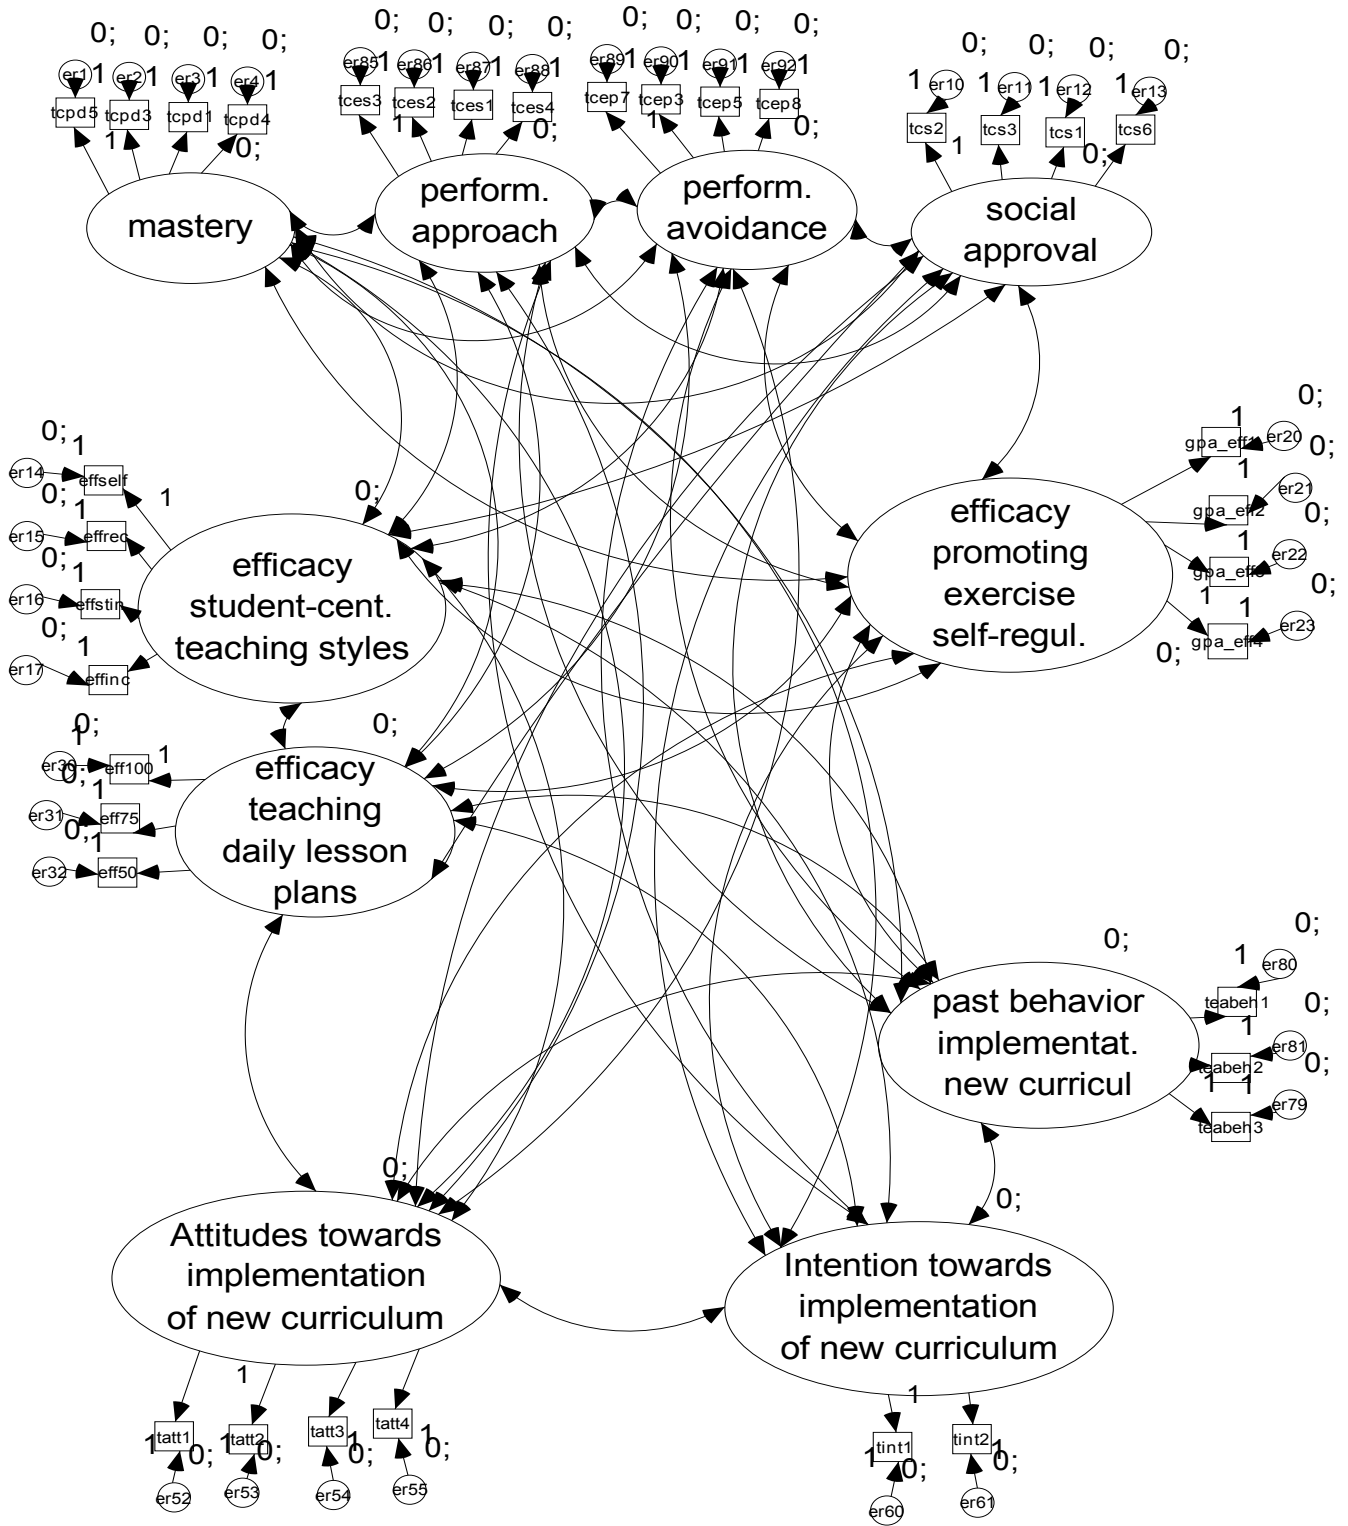 0; 0; 0; 0;
0; 0; 0; 0;
0; 0; 0; 0;
0; 0; 0; 0;
er1 1 er2 1 er3 1 er4 1
er85 1 er86 1 er87 1 er88 1
er89 1 er90 1 er91 1 er92 1
1 er10 1 er11 1 er12 1 er13
tcpd5 tcpd3 tcpd1 tcpd4
tces3 tces2 tces1 tces4
tcep7 tcep3 tcep5 tcep8
tcs2 tcs3 tcs1 tcs6
1 0;
1 0;
1 0;
1 0;
mastery
perform.
approach
perform.
avoidance
social
approval
0; 1
er14 effself
0; 1
er15 effrec
0; 1
er16 effstin
0; 1
er17 effinc
1 0;
efficacy
student-cent.
teaching styles
0;
1 er20
gpa_eff1 0;
1 er21
gpa_eff2 0;
1 er22
0;
1 1 er23
gpa_eff4
0;
efficacy
promoting
exercise
self-regul.
0; 1
er30 eff100 1
0; 1
er31 eff75
0; 1
er32 eff50
0;
efficacy
teaching
daily lesson
plans
0;
0;
1 er80
teabeh1 0;
1 er81
teabeh2 0;
1 1 er79
teabeh3
past behavior
implementat.
new curricul
0;
Attitudes towards
implementation
of new curriculum
0;
Intention towards
implementation
of new curriculum
1
tatt1 tatt2 tatt3 tatt4
1 0; 1 0; 1 0; 1 0;
er52 er53 er54 er55
1
tint1 tint2
1 0; 1 0;
er60 er61